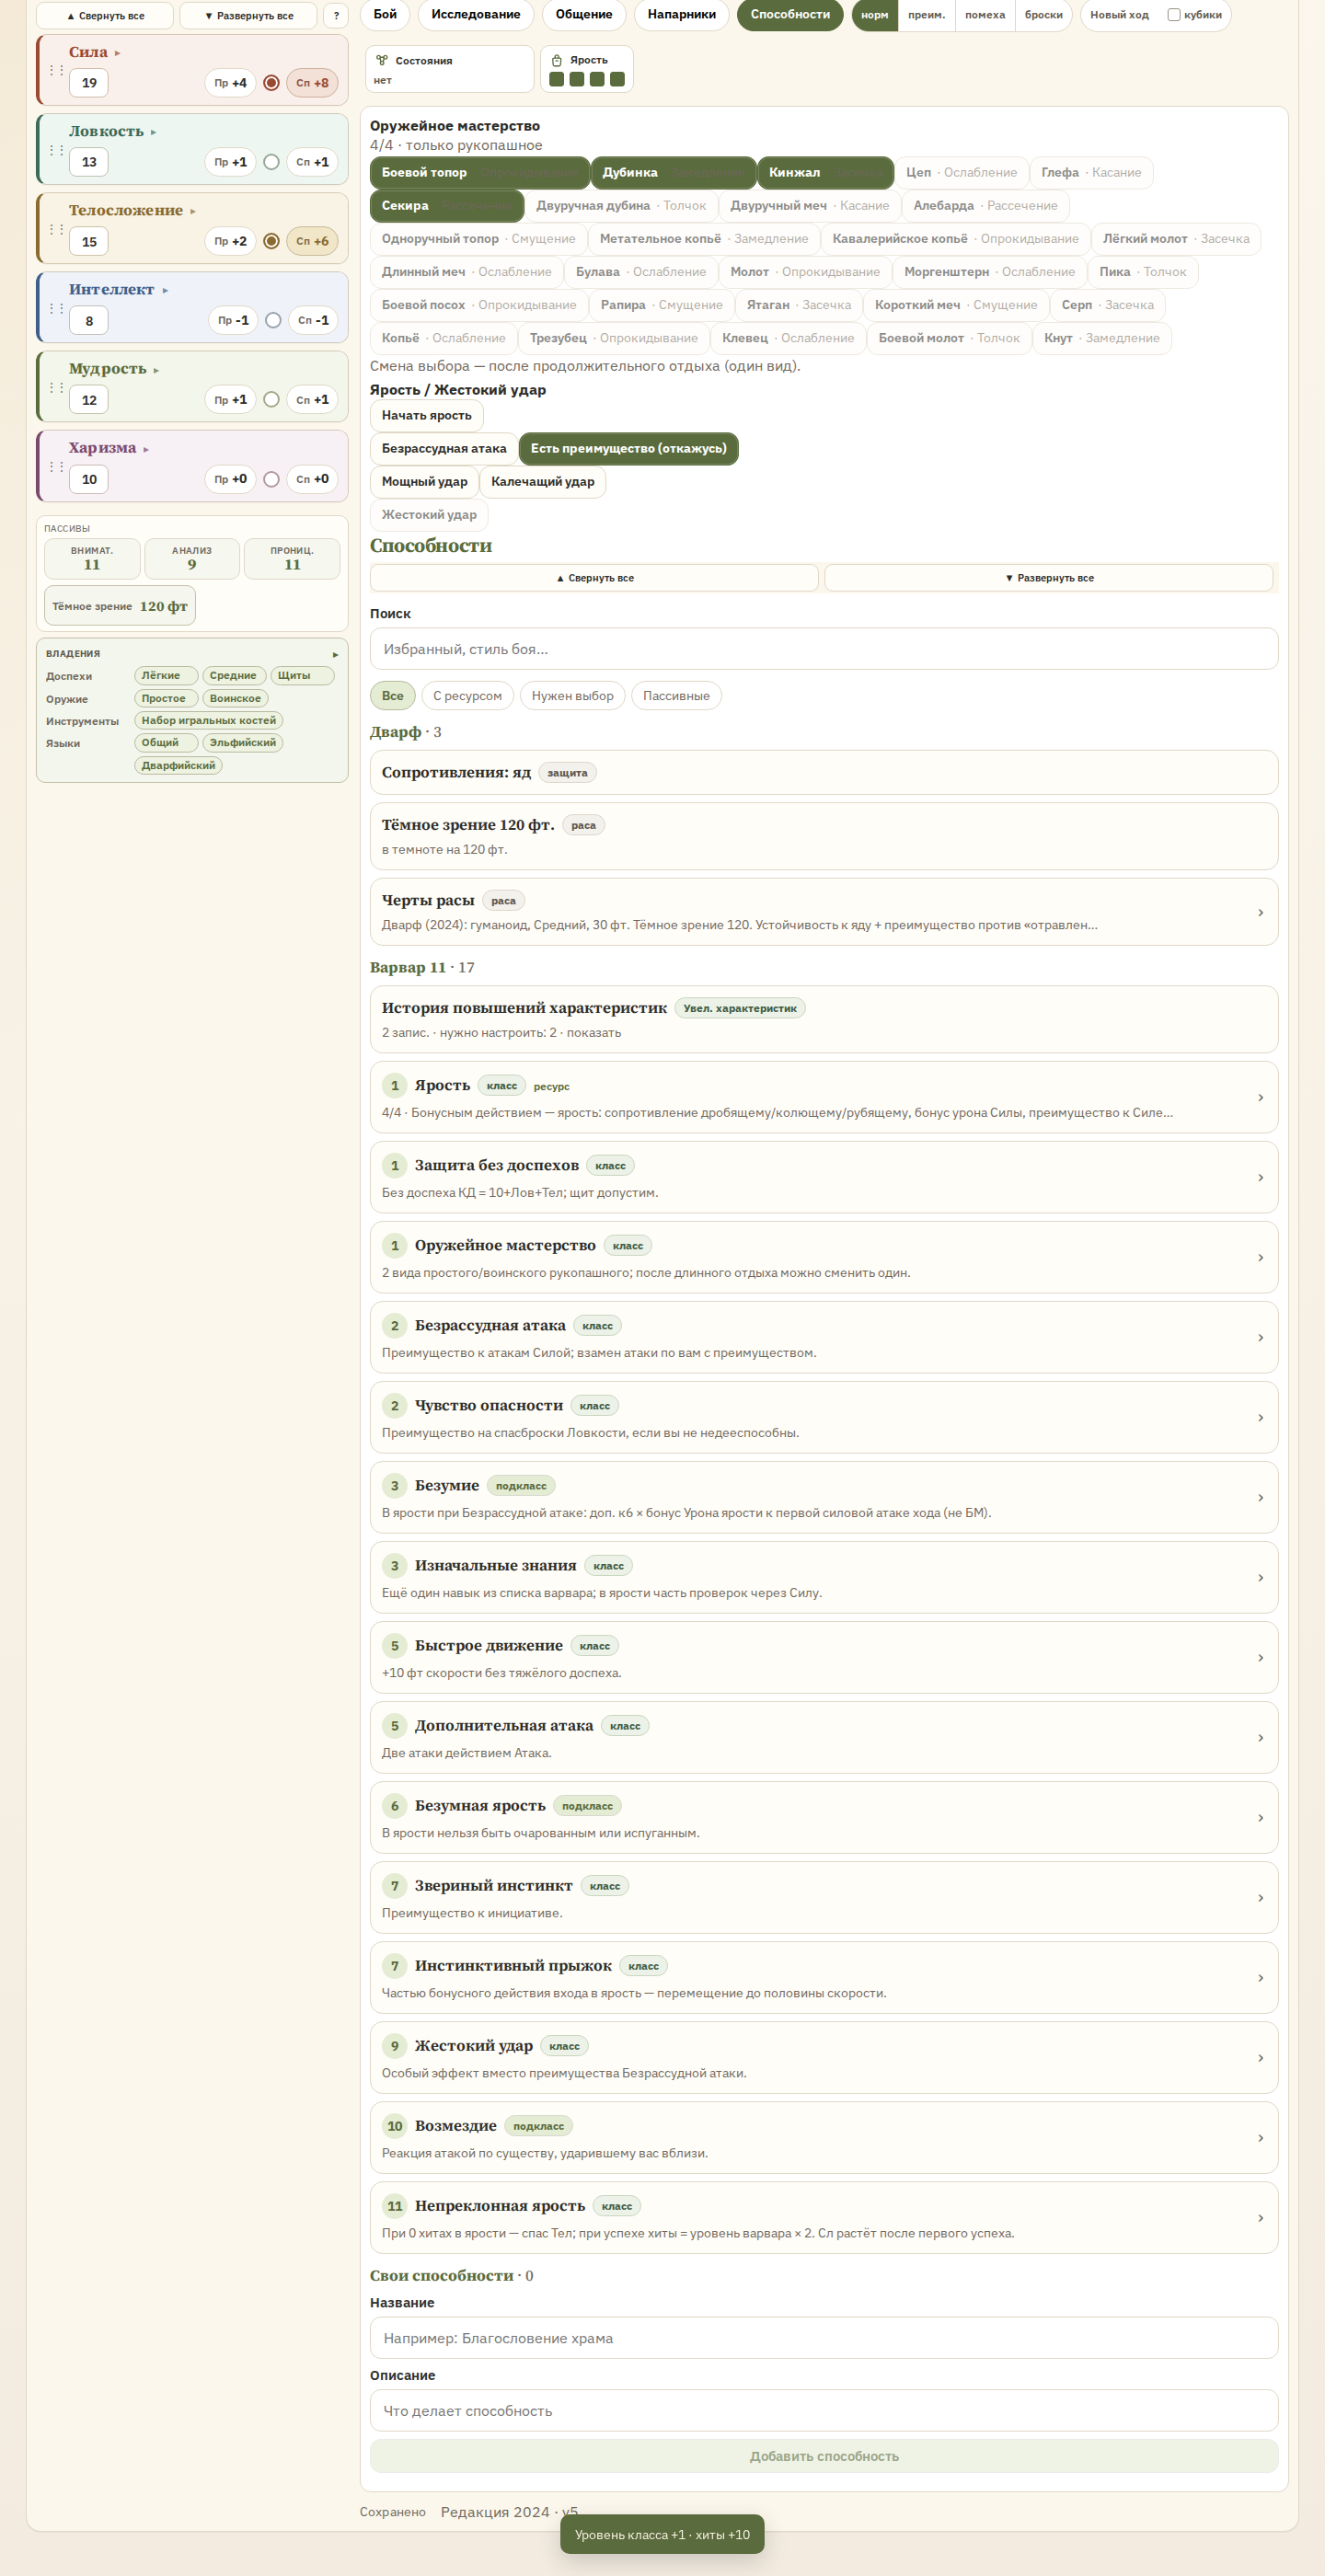 ▲ Свернуть все ▼ Развернуть все ?
Бой Исследование Общение Напарники Способности норм преим. помеха броски Новый ход кубики
Сила ▸
19 Пр +4 Сп +8
Ловкость ▸
13 Пр +1 Сп +1
Телосложение ▸
15 Пр +2 Сп +6
Интеллект ▸
8 Пр -1 Сп -1
Мудрость ▸
12 Пр +1 Сп +1
Харизма ▸
10 Пр +0 Сп +0
ПАССИВЫ
ВНИМАТ. АНАЛИЗ ПРОНИЦ.
11 9 11
Тёмное зрение 120 фт
ВЛАДЕНИЯ ▸
Доспехи Лёгкие Средние Щиты
Оружие Простое Воинское
Инструменты Набор игральных костей
Языки Общий Эльфийский
Дварфийский
Состояния
нет
Ярость
Оружейное мастерство
4/4 · только рукопашное
Боевой топор Дубинка Кинжал Цеп · Ослабление Глефа · Касание
Секира Двуручная дубина · Толчок Двуручный меч · Касание Алебарда · Рассечение
Одноручный топор · Смущение Метательное копьё · Замедление Кавалерийское копьё · Опрокидывание Лёгкий молот · Засечка
Длинный меч · Ослабление Булава · Ослабление Молот · Опрокидывание Моргенштерн · Ослабление Пика · Толчок
Боевой посох · Опрокидывание Рапира · Смущение Ятаган · Засечка Короткий меч · Смущение Серп · Засечка
Копьё · Ослабление Трезубец · Опрокидывание Клевец · Ослабление Боевой молот · Толчок Кнут · Замедление
Смена выбора — после продолжительного отдыха (один вид).
Ярость / Жестокий удар
Начать ярость
Безрассудная атака Есть преимущество (откажусь)
Мощный удар Калечащий удар
Жестокий удар
Способности
▲ Свернуть все ▼ Развернуть все
Поиск
Избранный, стиль боя...
Все С ресурсом Нужен выбор Пассивные
Дварф · 3
Сопротивления: яд защита
Тёмное зрение 120 фт. раса
в темноте на 120 фт.
Черты расы раса
Дварф (2024): гуманоид, Средний, 30 фт. Тёмное зрение 120. Устойчивость к яду + преимущество против «отравлен... ›
Варвар 11 · 17
История повышений характеристик Увел. характеристик
2 запис. · нужно настроить: 2 · показать
1 Ярость класс ресурс
4/4 · Бонусным действием — ярость: сопротивление дробящему/колющему/рубящему, бонус урона Силы, преимущество к Силе... ›
1 Защита без доспехов класс
Без доспеха КД = 10+Лов+Тел; щит допустим. ›
1 Оружейное мастерство класс
2 вида простого/воинского рукопашного; после длинного отдыха можно сменить один. ›
2 Безрассудная атака класс
Преимущество к атакам Силой; взамен атаки по вам с преимуществом. ›
2 Чувство опасности класс
Преимущество на спасброски Ловкости, если вы не недееспособны. ›
3 Безумие подкласс
В ярости при Безрассудной атаке: доп. к6 × бонус Урона ярости к первой силовой атаке хода (не БМ). ›
3 Изначальные знания класс
Ещё один навык из списка варвара; в ярости часть проверок через Силу. ›
5 Быстрое движение класс
+10 фт скорости без тяжёлого доспеха. ›
5 Дополнительная атака класс
Две атаки действием Атака. ›
6 Безумная ярость подкласс
В ярости нельзя быть очарованным или испуганным. ›
7 Звериный инстинкт класс
Преимущество к инициативе. ›
7 Инстинктивный прыжок класс
Частью бонусного действия входа в ярость — перемещение до половины скорости. ›
9 Жестокий удар класс
Особый эффект вместо преимущества Безрассудной атаки. ›
10 Возмездие подкласс
Реакция атакой по существу, ударившему вас вблизи. ›
11 Непреклонная ярость класс
При 0 хитах в ярости — спас Тел; при успехе хиты = уровень варвара × 2. Сл растёт после первого успеха. ›
Свои способности · 0
Название
Например: Благословение храма
Описание
Что делает способность
Добавить способность
Сохранено Редакция 2024 · v5
Уровень класса +1 · хиты +10